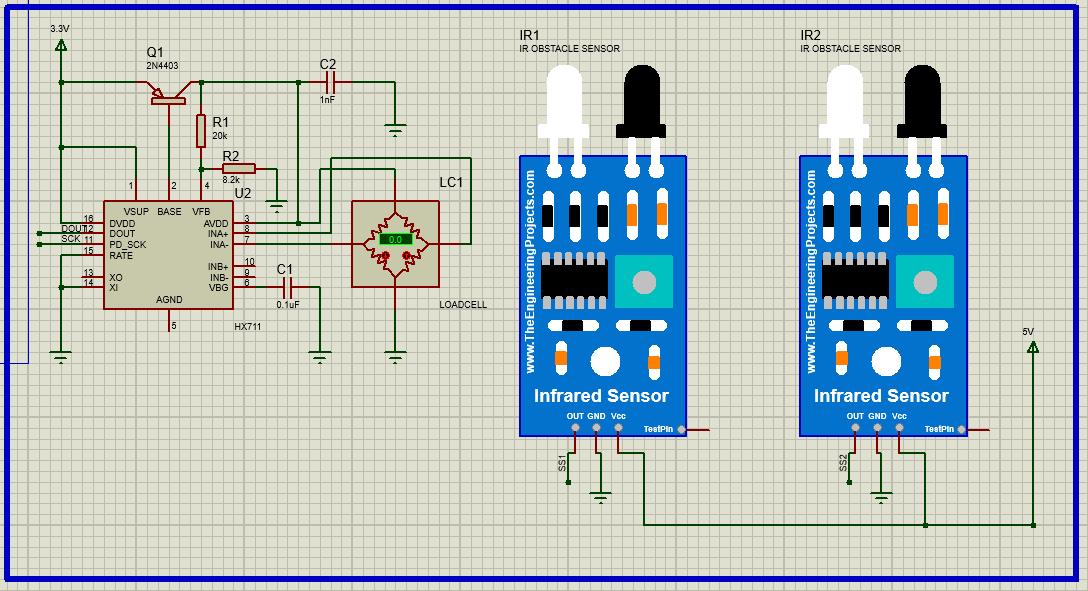 3.3V
Q1
2N4403
C2
1nF
R1
20k
R2
8.2k
U2
1
2
4
VSUP BASE VFB
16 DVDD
DOUT 12 DOUT
SCK 11 PD_SCK
15 RATE
13 XO
14 XI
AVDD 3
INA+ 8
INA- 7
INB+ 10
INB- 9
VBG 6
AGND
5
HX711
C1
0.1uF
LC1
0.0
LOADCELL
IR1
IR OBSTACLE SENSOR
www.TheEngineeringProjects.com
Infrared Sensor
OUT GND Vcc
TestPin
SS1
IR2
IR OBSTACLE SENSOR
www.TheEngineeringProjects.com
Infrared Sensor
OUT GND Vcc
TestPin
SS2
5V